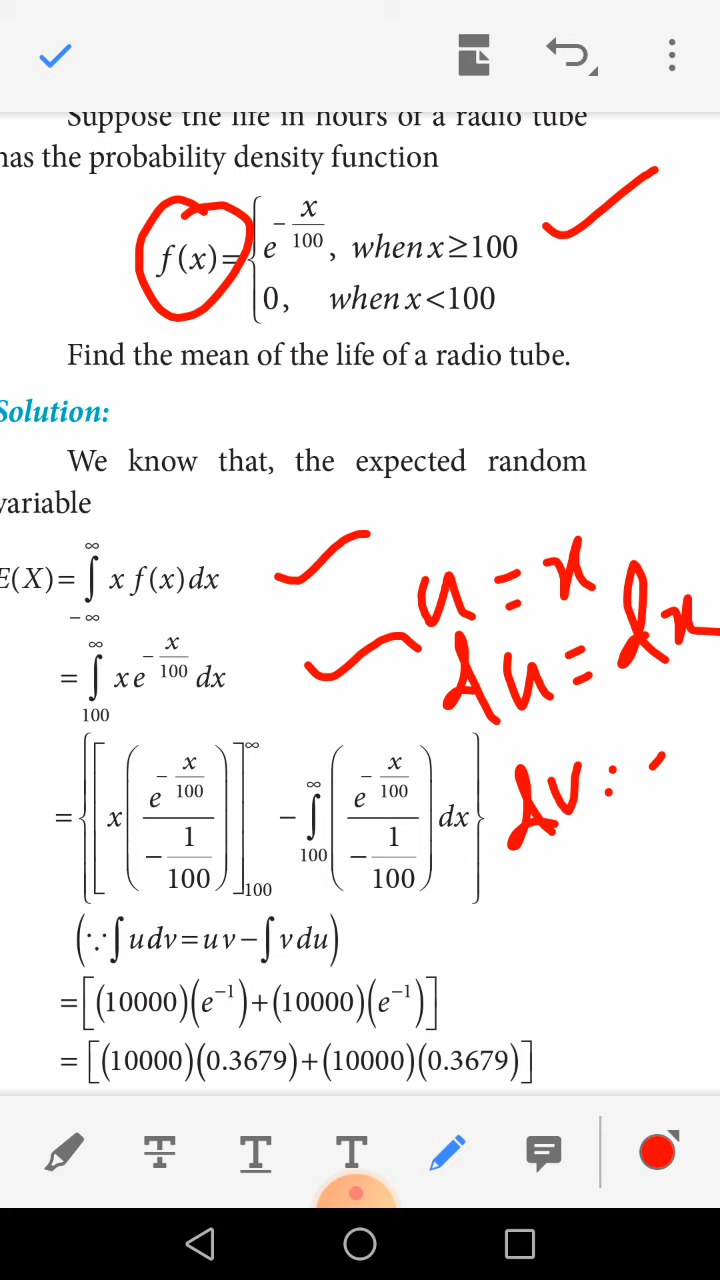 Suppose the life in hours of a radio tube
has the probability density function
f(x)= { e^{-x/100}, when x≥100
0, when x<100
Find the mean of the life of a radio tube.
Solution:
We know that, the expected random
variable
E(X)= ∫_{-∞}^{∞} x f(x)dx
u = x
= ∫_{100}^{∞} x e^{-x/100} dx
du = dx
= { [ x ( e^{-x/100} / -1/100 ) ]_{100}^{∞} - ∫_{100}^{∞} ( e^{-x/100} / -1/100 ) dx }
dv :
(∵∫udv=uv-∫vdu)
=[(10000)(e^{-1})+(10000)(e^{-1})]
=[(10000)(0.3679)+(10000)(0.3679)]
T T T